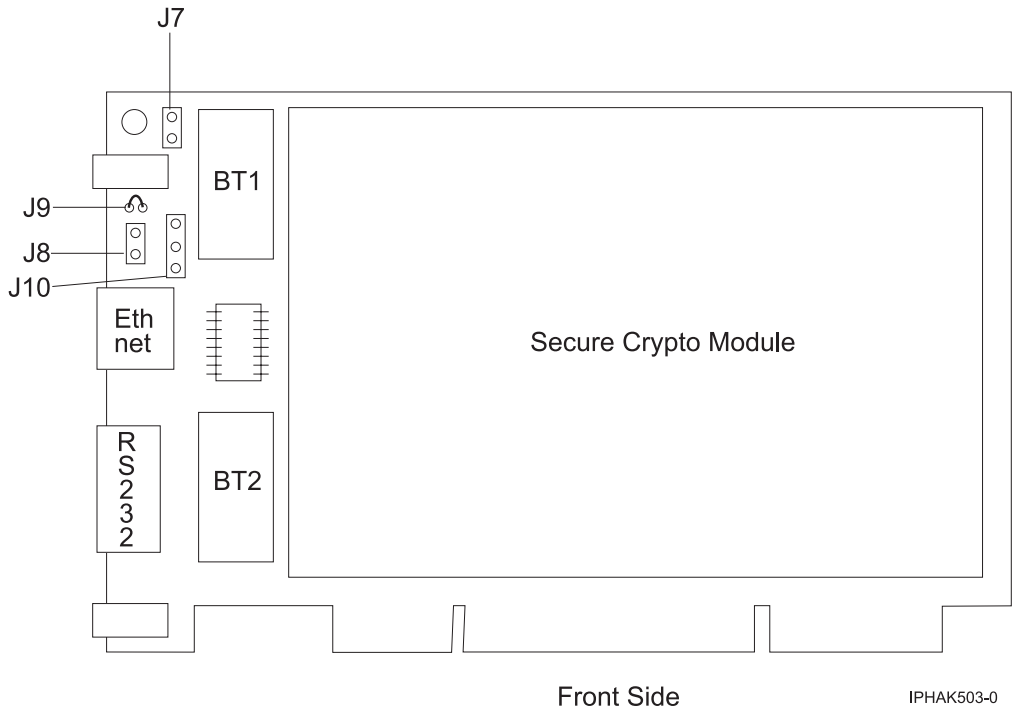 J7
BT1
J9
J8
J10
Eth
net
Secure Crypto Module
R
S
2
3
2
BT2
Front Side
IPHAK503-0